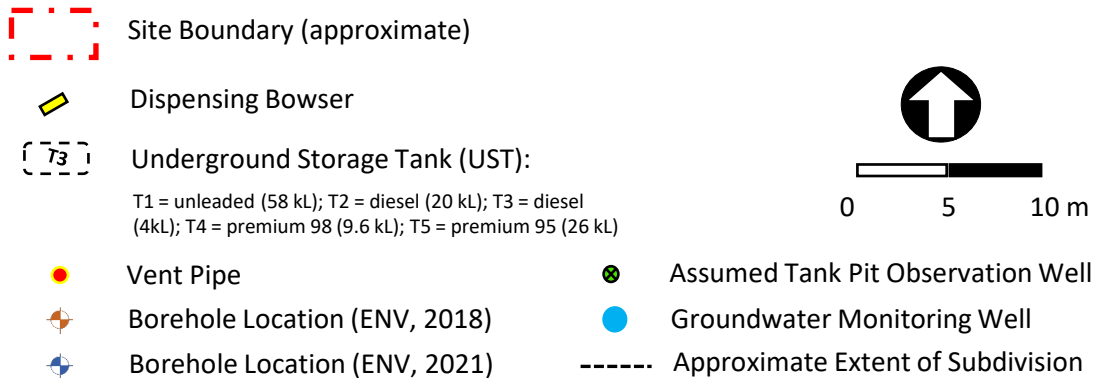 Site Boundary (approximate)
Dispensing Bowser
T3
Underground Storage Tank (UST):
T1 = unleaded (58 kL); T2 = diesel (20 kL); T3 = diesel
(4kL); T4 = premium 98 (9.6 kL); T5 = premium 95 (26 kL)
0 5 10 m
Vent Pipe
Borehole Location (ENV, 2018)
Borehole Location (ENV, 2021)
Assumed Tank Pit Observation Well
Groundwater Monitoring Well
Approximate Extent of Subdivision